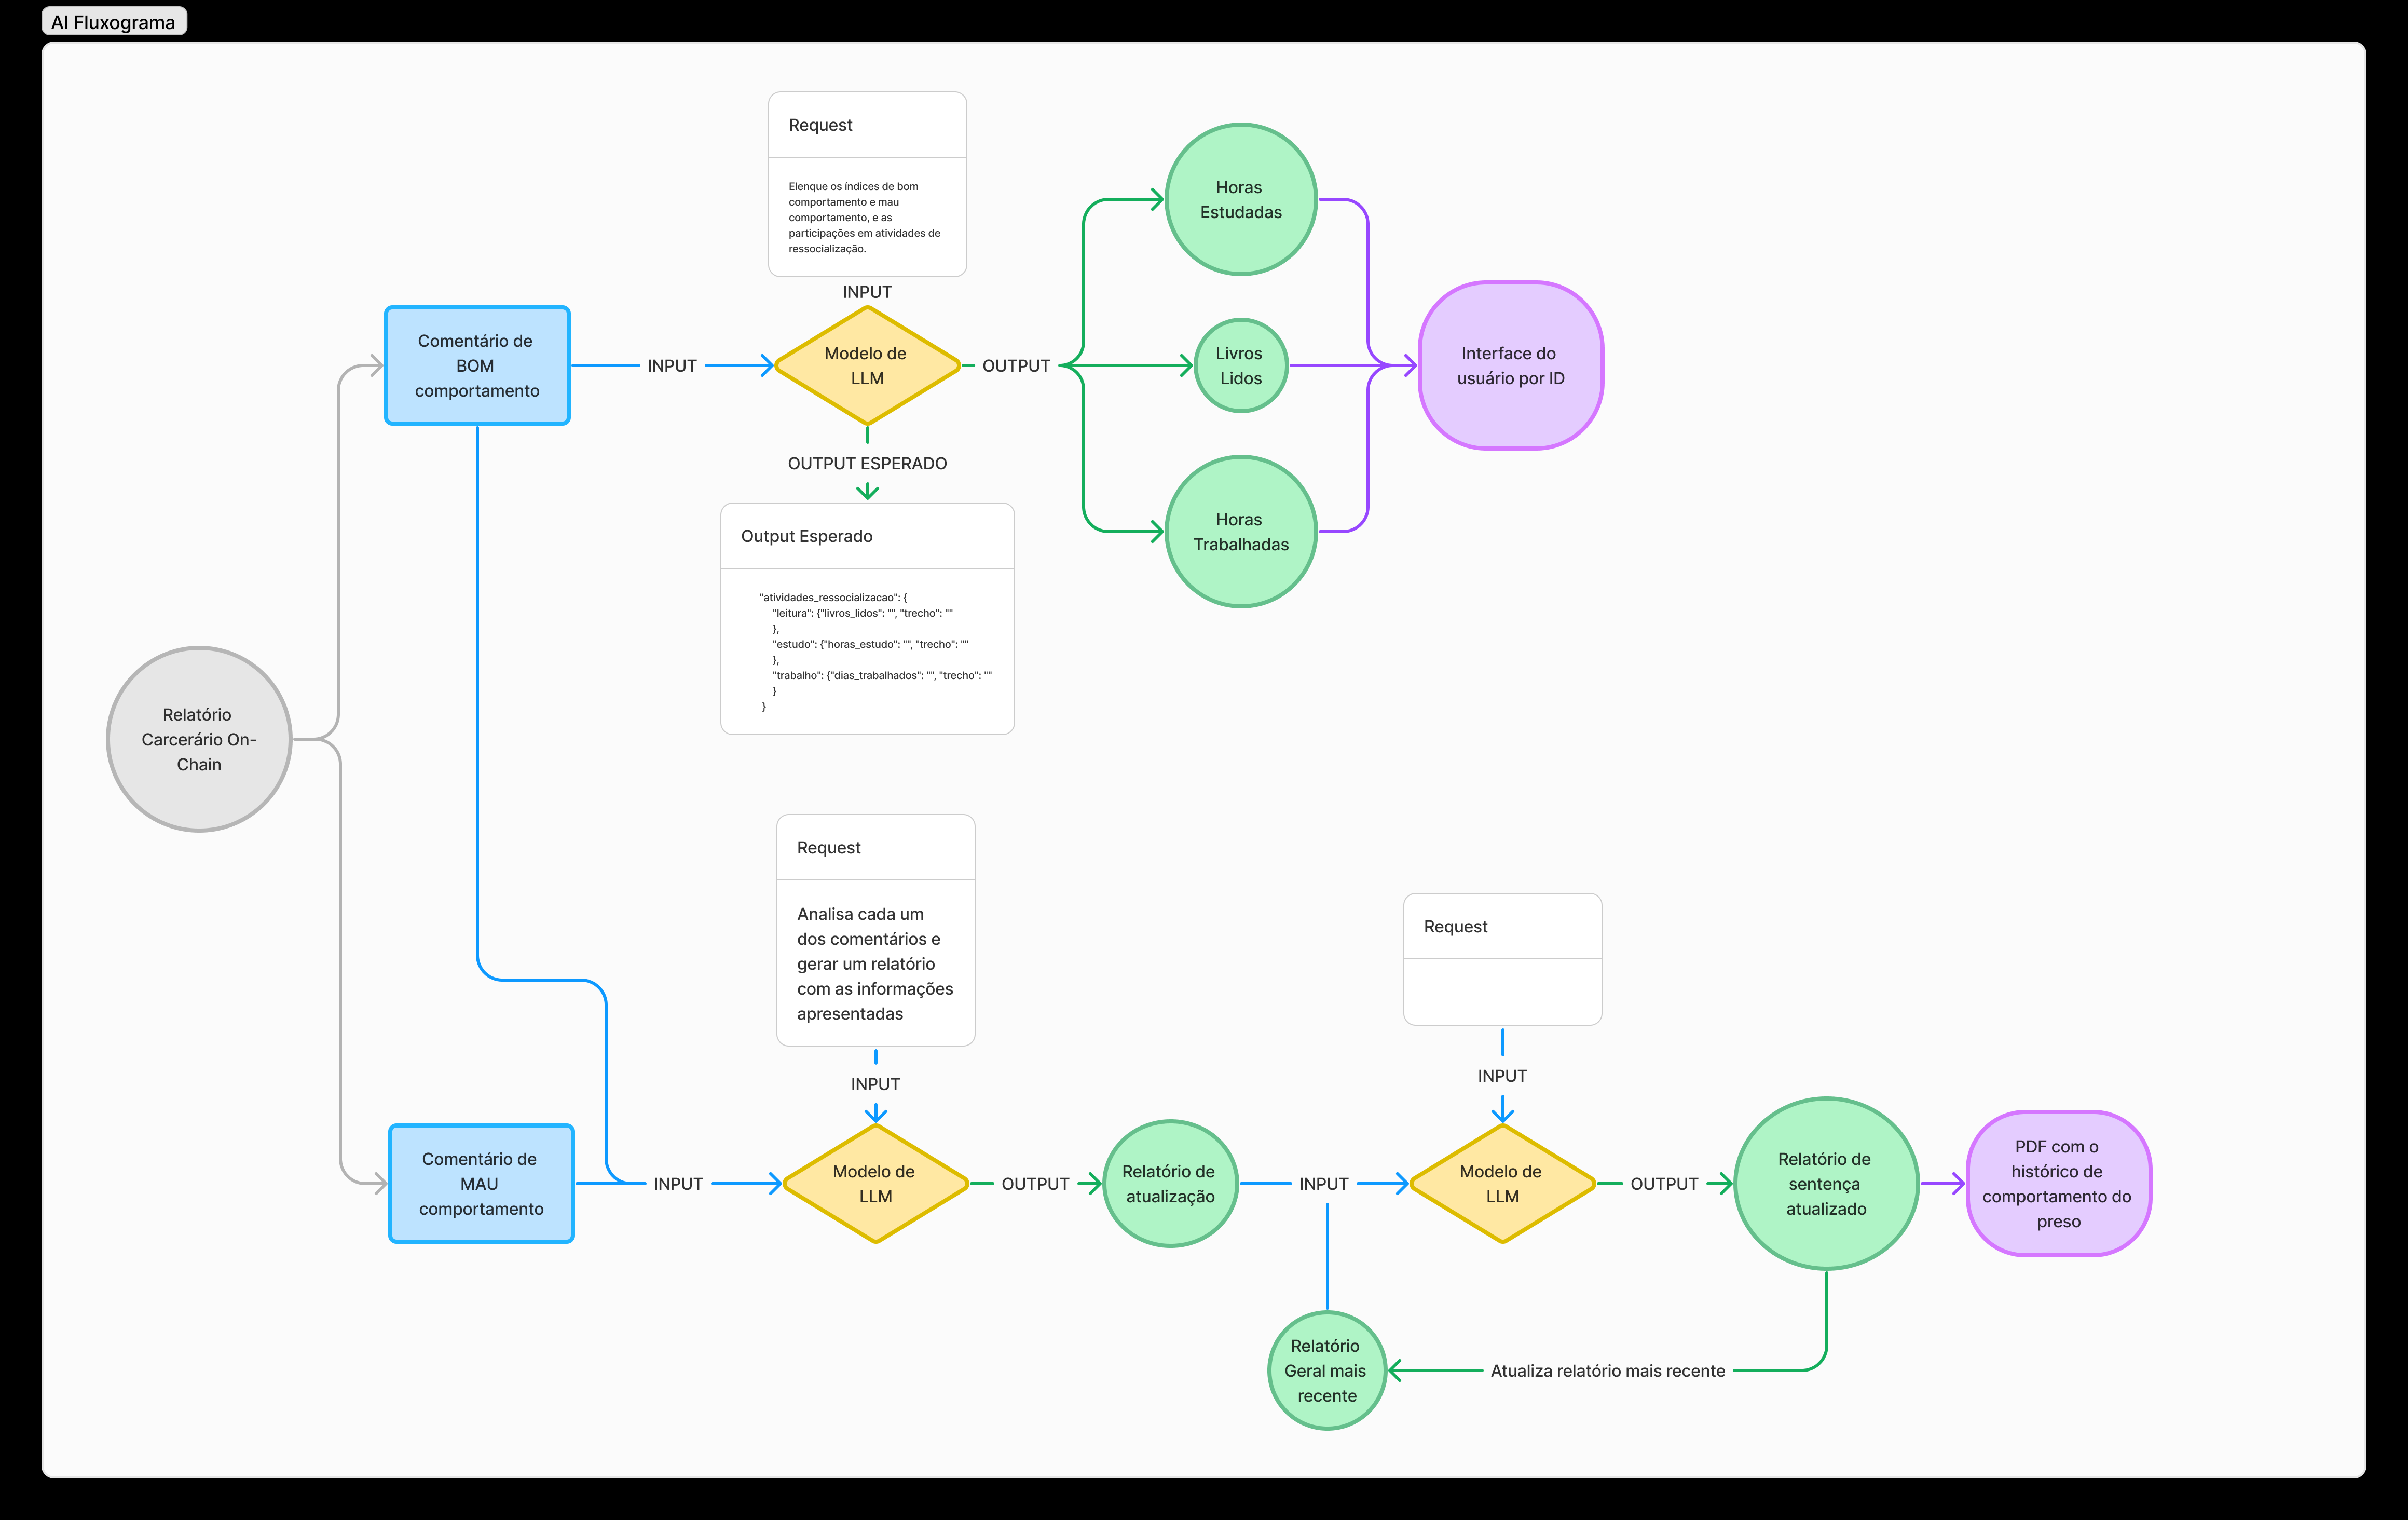 AI Fluxograma
Request
Elenque os índices de bom
comportamento e mau
comportamento, e as
participações em atividades de
ressocialização.
INPUT
Horas
Estudadas
Comentário de
BOM
comportamento
INPUT
Modelo de
LLM
OUTPUT
Livros
Lidos
Interface do
usuário por ID
OUTPUT ESPERADO
Horas
Trabalhadas
Output Esperado
"atividades_ressocializacao": {
"leitura": {"livros_lidos": "", "trecho": ""
},
"estudo": {"horas_estudo": "", "trecho": ""
},
"trabalho": {"dias_trabalhados": "", "trecho": ""
}
}
Relatório
Carcerário On-
Chain
Request
Analisa cada um
dos comentários e
gerar um relatório
com as informações
apresentadas
INPUT
Request
INPUT
Comentário de
MAU
comportamento
INPUT
Modelo de
LLM
OUTPUT
Relatório de
atualização
INPUT
Modelo de
LLM
OUTPUT
Relatório de
sentença
atualizado
PDF com o
histórico de
comportamento do
preso
Relatório
Geral mais
recente
Atualiza relatório mais recente